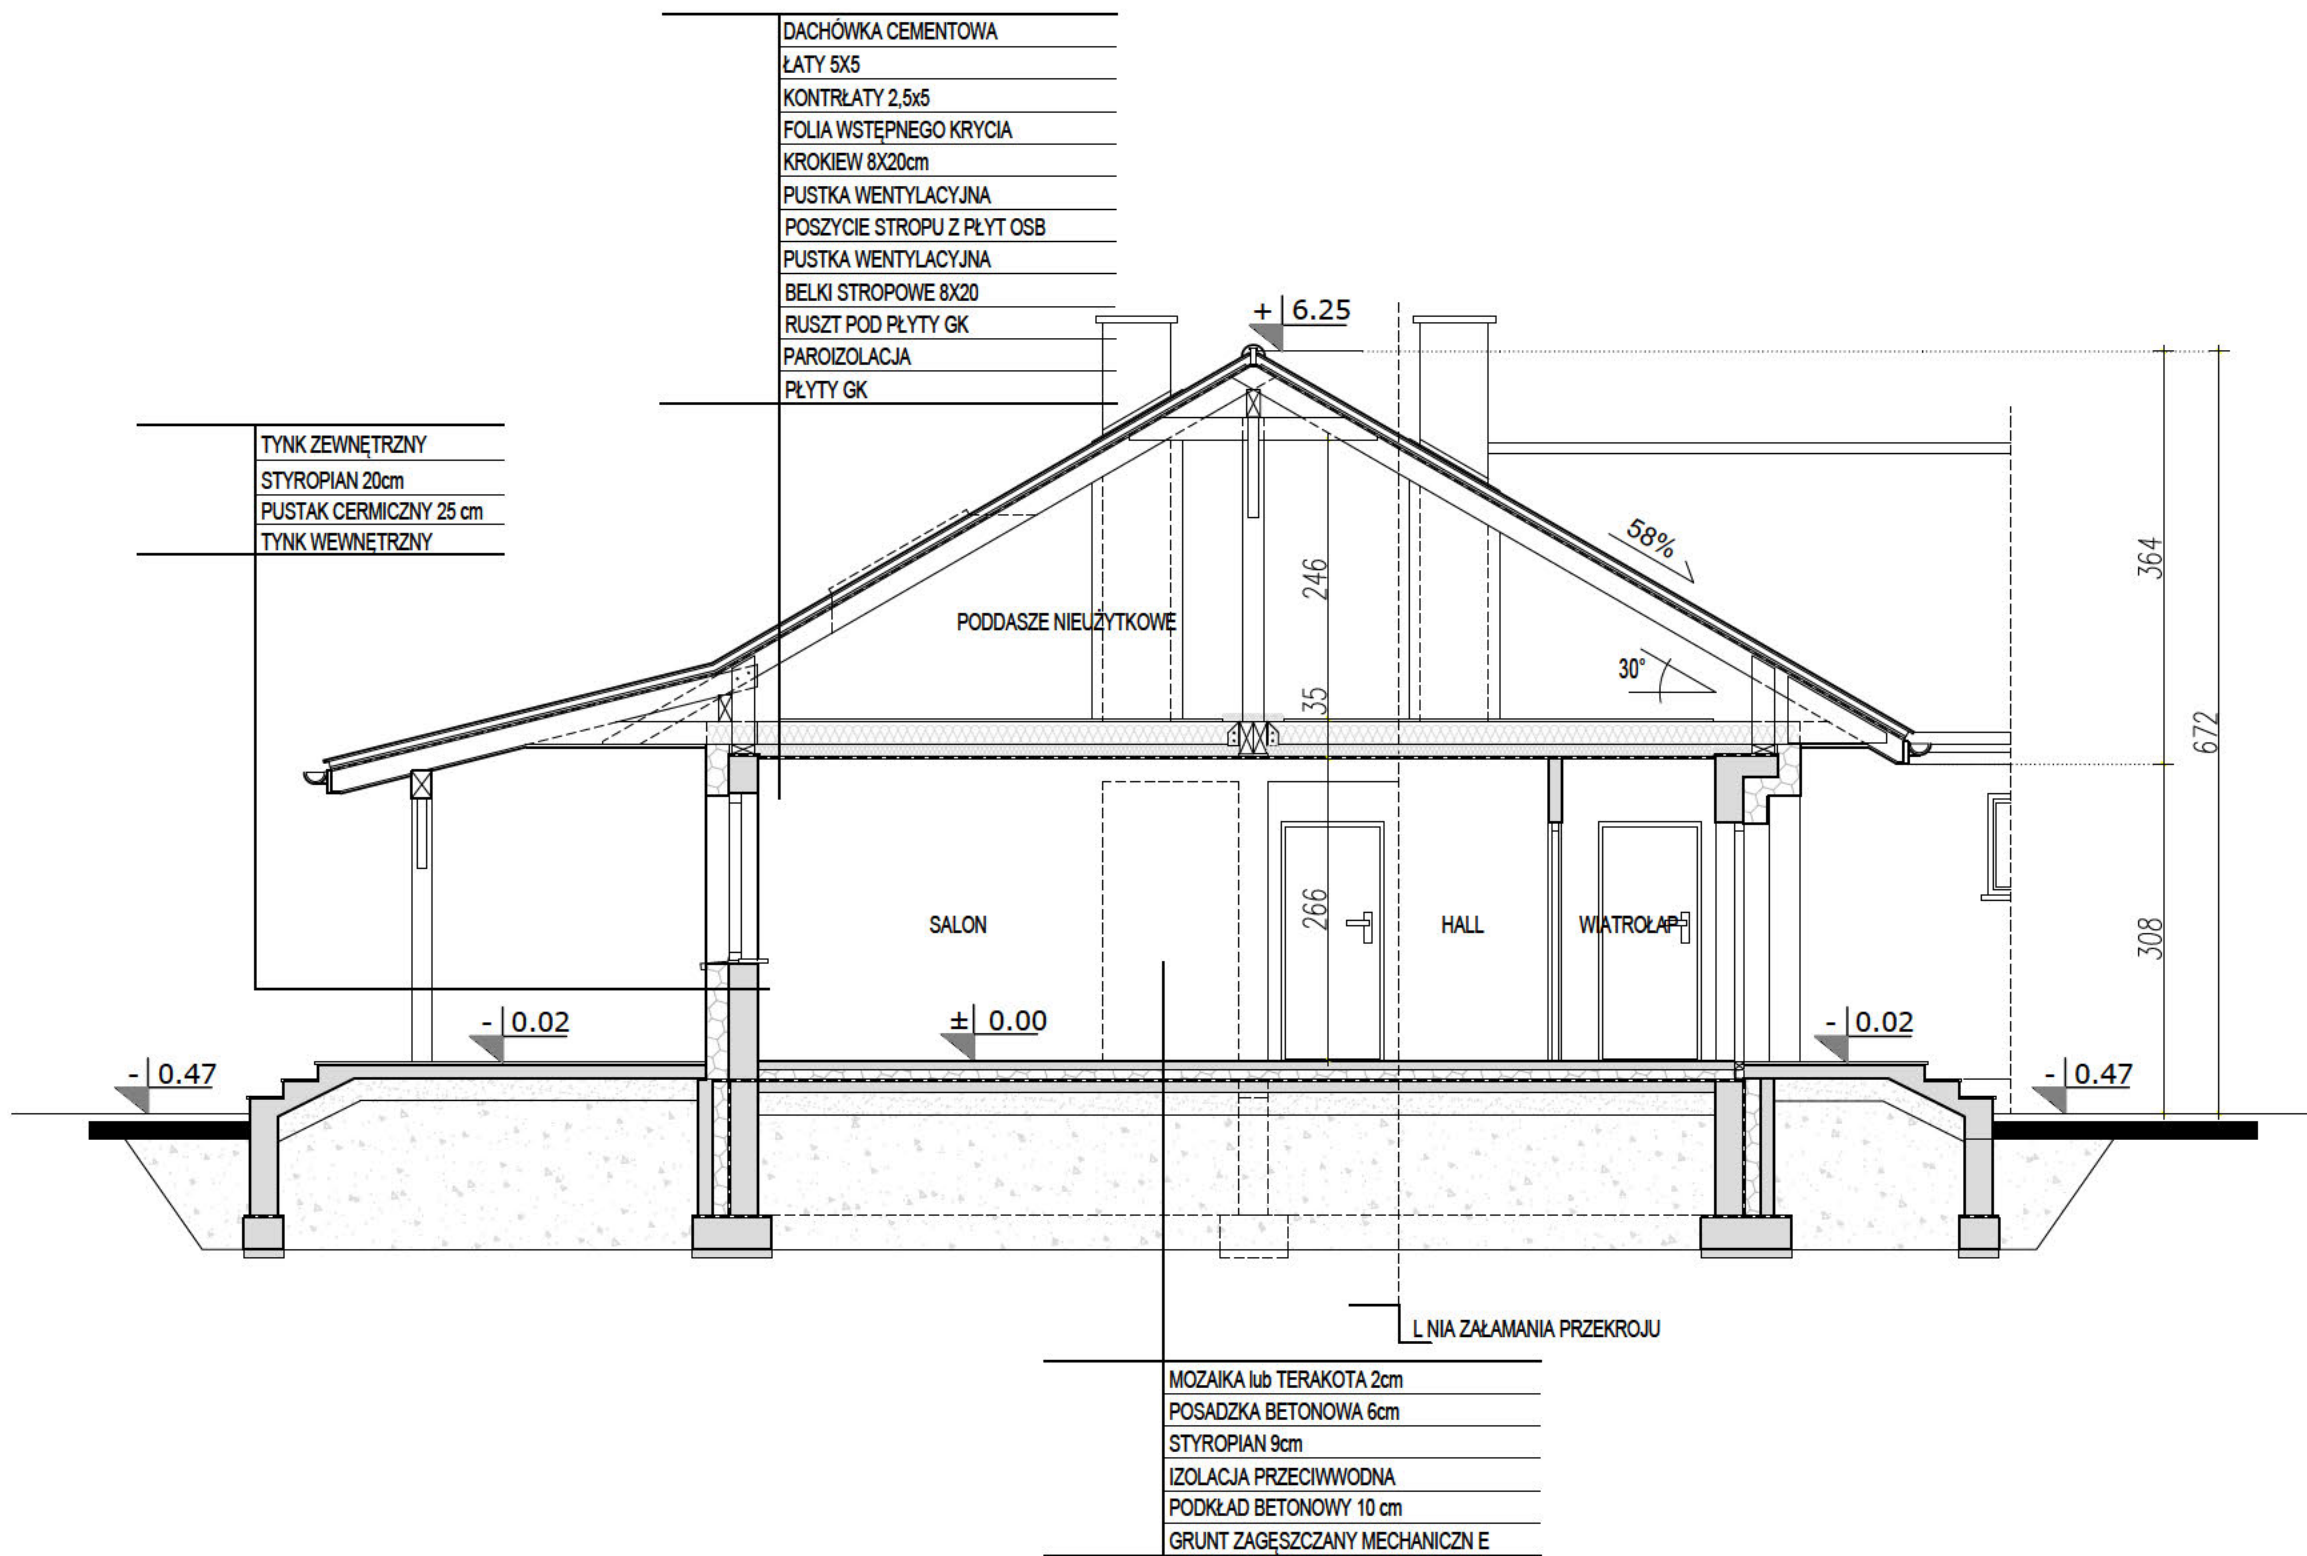 DACHÓWKA CEMENTOWA
ŁATY 5X5
KONTRŁATY 2,5x5
FOLIA WSTĘPNEGO KRYCIA
KROKIEW 8X20cm
PUSTKA WENTYLACYJNA
POSZYCIE STROPU Z PŁYT OSB
PUSTKA WENTYLACYJNA
BELKI STROPOWE 8X20
RUSZT POD PŁYTY GK
PAROIZOLACJA
PŁYTY GK
TYNK ZEWNĘTRZNY
STYROPIAN 20cm
PUSTAK CERMICZNY 25 cm
TYNK WEWNĘTRZNY
+ 6.25
58%
364
246
PODDASZE NIEUŻYTKOWE
30°
35
672
266
SALON
HALL
WIATROŁAP
308
- 0.02
± 0.00
- 0.02
- 0.47
- 0.47
L NIA ZAŁAMANIA PRZEKROJU
MOZAIKA lub TERAKOTA 2cm
POSADZKA BETONOWA 6cm
STYROPIAN 9cm
IZOLACJA PRZECIWWODNA
PODKŁAD BETONOWY 10 cm
GRUNT ZAGĘSZCZANY MECHANICZN E